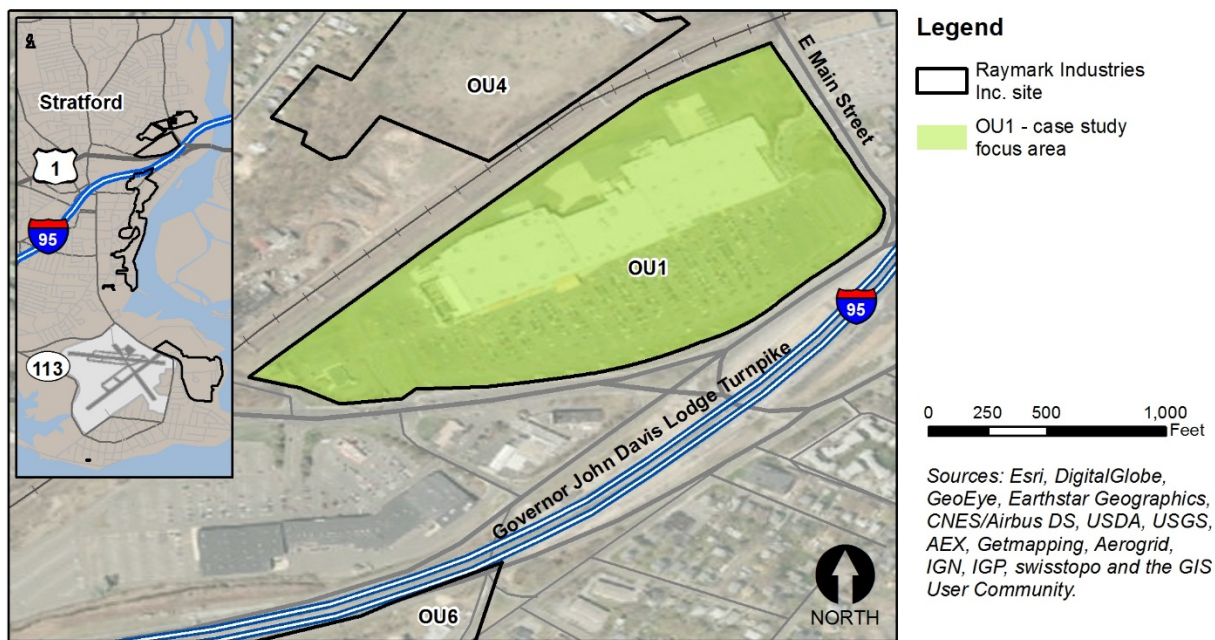 Stratford
1
95
113
OU4
E Main Street
OU1
95
Governor John Davis Lodge Turnpike
OU6
NORTH
Legend
Raymark Industries
Inc. site
OU1 - case study
focus area
0 250 500 1,000
Feet
Sources: Esri, DigitalGlobe,
GeoEye, Earthstar Geographics,
CNES/Airbus DS, USDA, USGS,
AEX, Getmapping, Aerogrid,
IGN, IGP, swisstopo and the GIS
User Community.